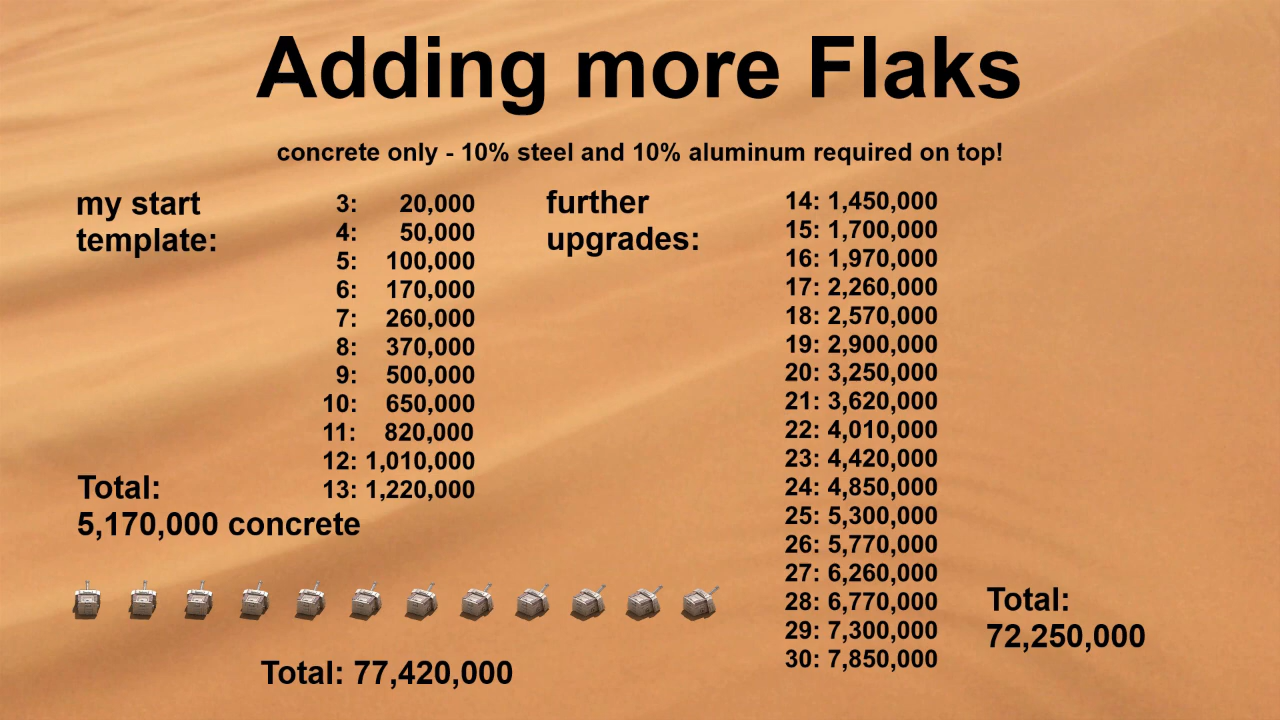 Adding more Flaks
concrete only - 10% steel and 10% aluminum required on top!
my start
template:
3: 20,000
4: 50,000
5: 100,000
6: 170,000
7: 260,000
8: 370,000
9: 500,000
10: 650,000
11: 820,000
12: 1,010,000
13: 1,220,000
Total:
5,170,000 concrete
further
upgrades:
14: 1,450,000
15: 1,700,000
16: 1,970,000
17: 2,260,000
18: 2,570,000
19: 2,900,000
20: 3,250,000
21: 3,620,000
22: 4,010,000
23: 4,420,000
24: 4,850,000
25: 5,300,000
26: 5,770,000
27: 6,260,000
28: 6,770,000
29: 7,300,000
30: 7,850,000
Total:
72,250,000
Total: 77,420,000